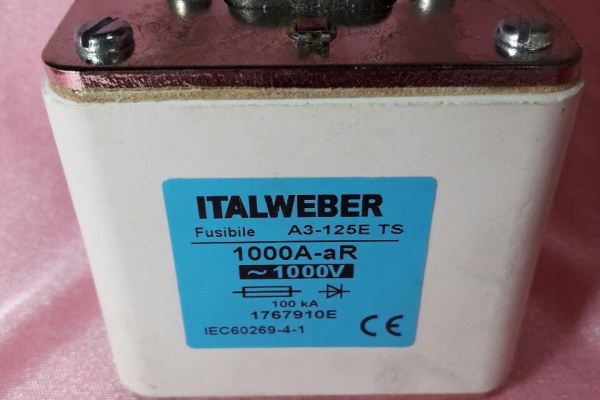 ITALWEBER
Fusibile A3-125E TS
1000A-aR
~1000V
100 kA
1767910E
IEC60269-4-1 CE